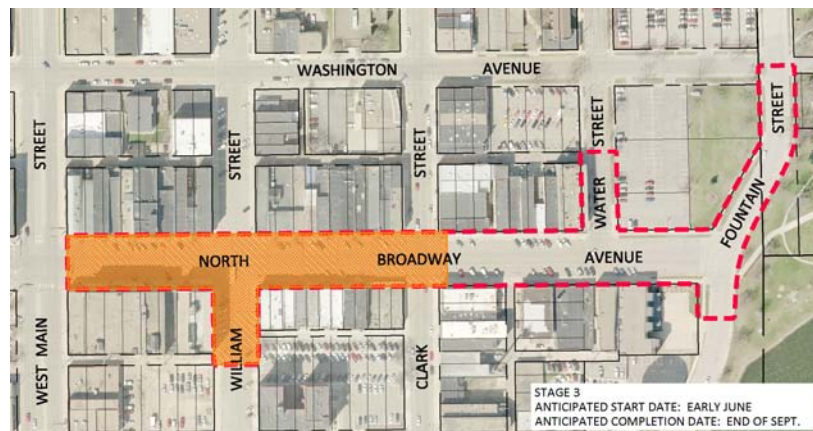 WASHINGTON AVENUE
STREET
STREET
STREET
STREET
STREET
WATER
FOUNTAIN
NORTH BROADWAY AVENUE
WEST MAIN
WILLIAM
CLARK
STAGE 3
ANTICIPATED START DATE: EARLY JUNE
ANTICIPATED COMPLETION DATE: END OF SEPT.